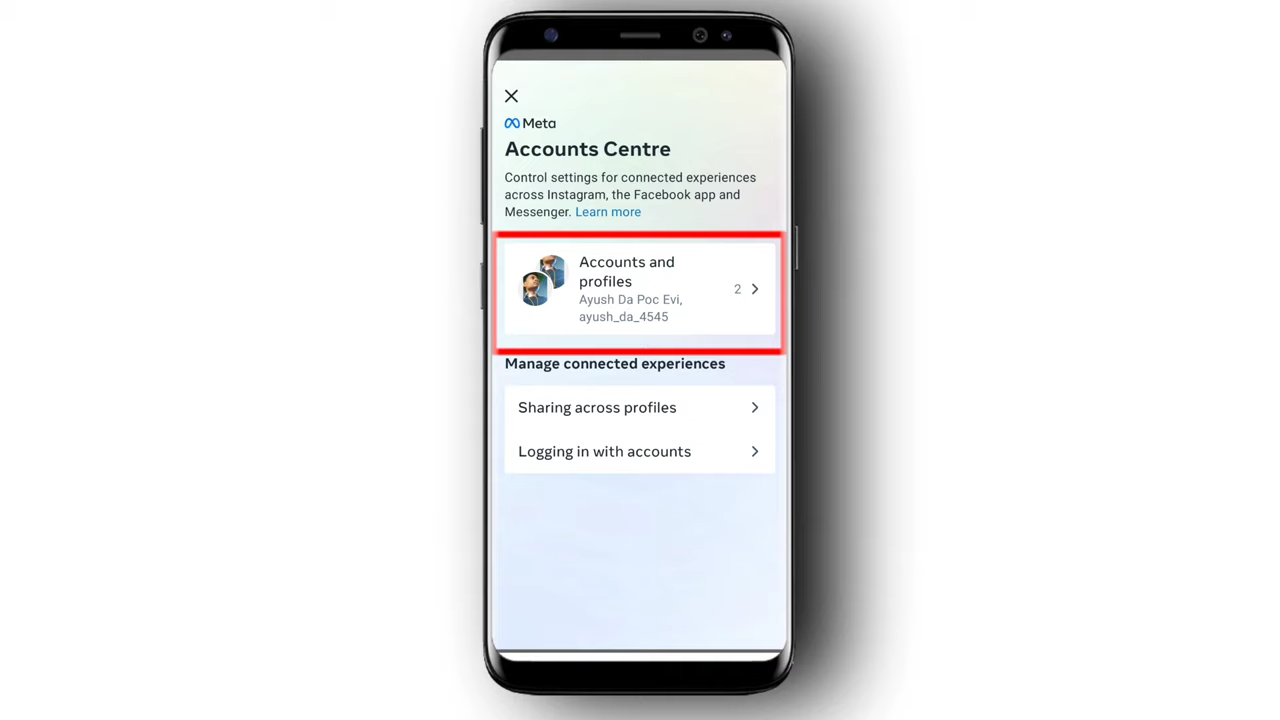 Meta
Accounts Centre
Control settings for connected experiences
across Instagram, the Facebook app and
Messenger. Learn more
Accounts and
profiles
Ayush Da Poc Evi,
ayush_da_4545
2
Manage connected experiences
Sharing across profiles
Logging in with accounts